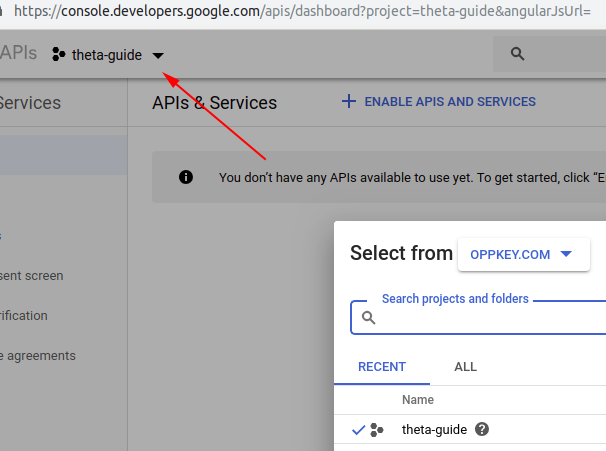 https://console.developers.google.com/apis/dashboard?project=theta-guide&angularJsUrl=
APIs theta-guide
Services
APIs & Services
ENABLE APIS AND SERVICES
You don't have any APIs available to use yet. To get started, click "E
Select from OPPKEY.COM
Search projects and folders
sent screen
rification
e agreements
RECENT ALL
Name
theta-guide